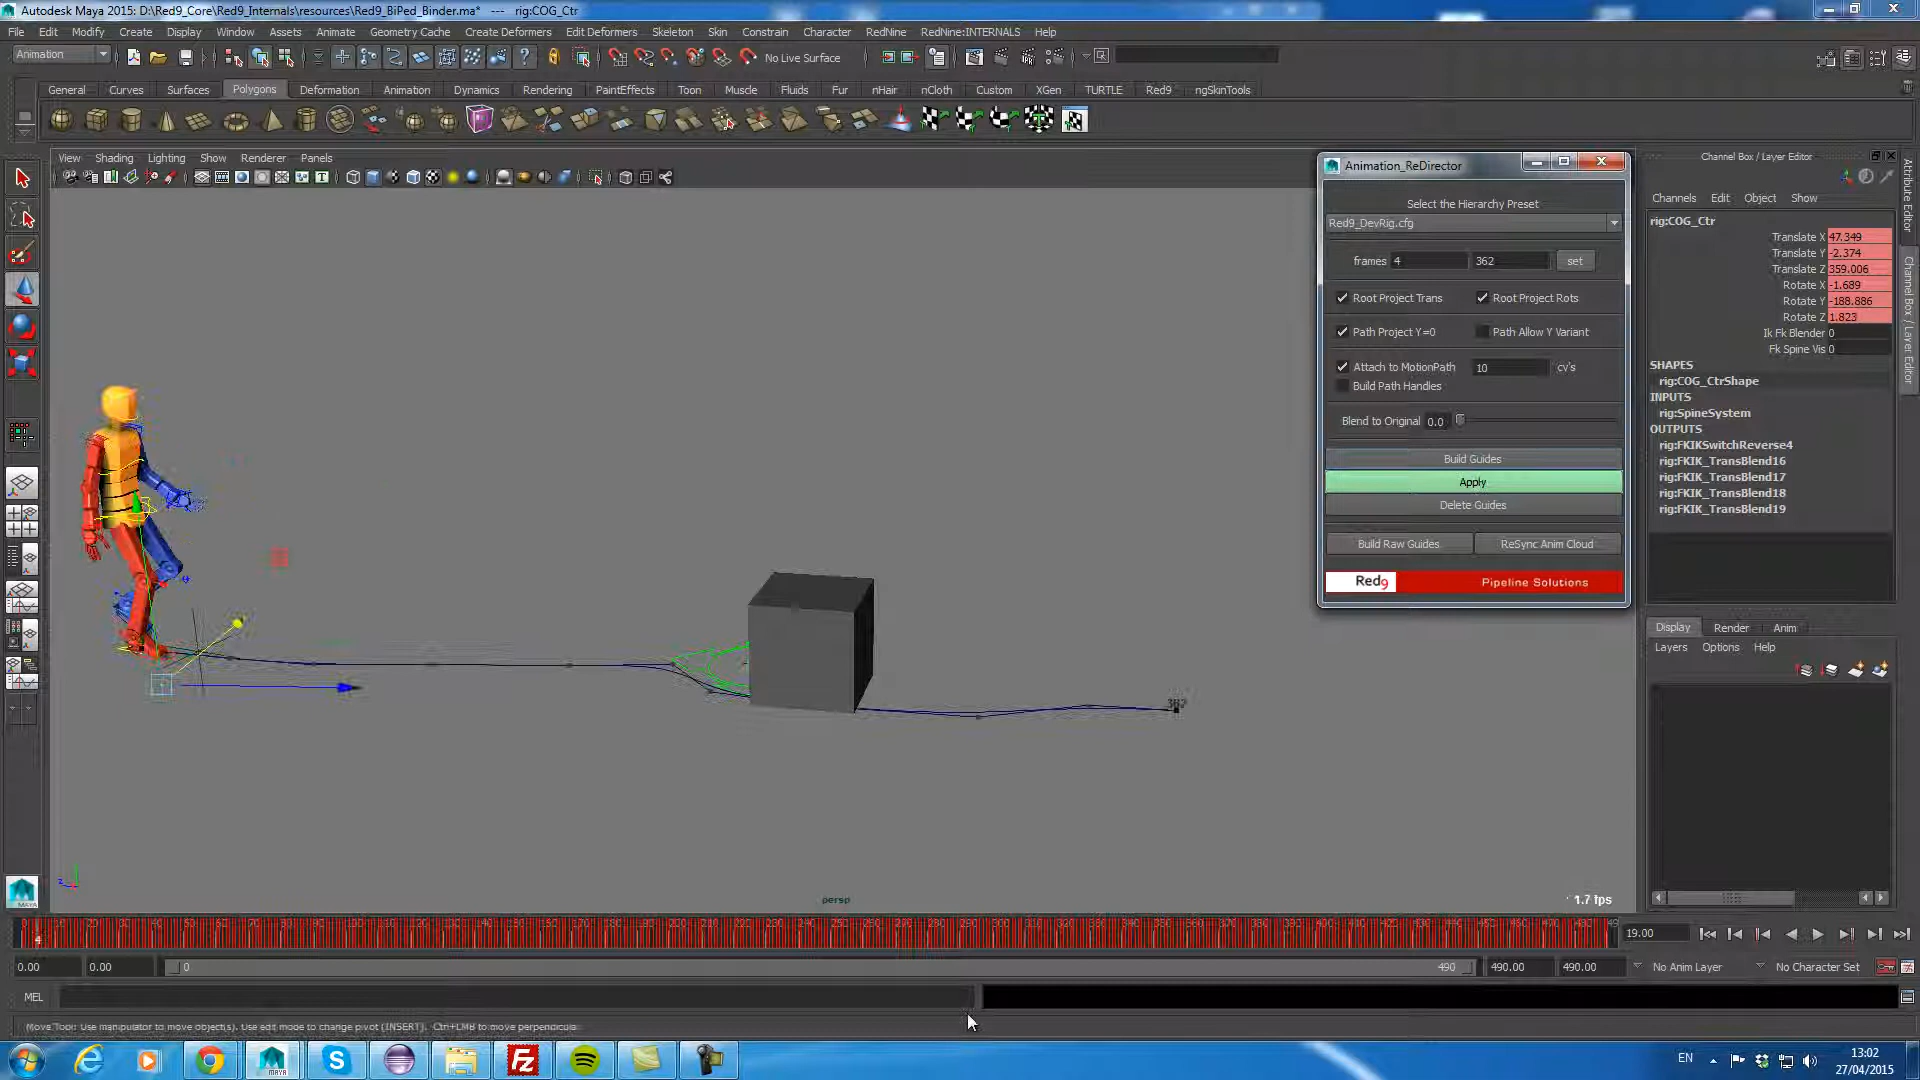 Autodesk Maya 2015: D:\Red9_Core\Red9_Internals\resources\Red9_BiPed_Binder.ma* --- rig:COG_Ctr
File Edit Modify Create Display Window Assets Animate Geometry Cache Create Deformers Edit Deformers Skeleton Skin Constrain Character RedNine RedNine:INTERNALS Help
Animation
No Live Surface
General Curves Surfaces Polygons Deformation Animation Dynamics Rendering PaintEffects Toon Muscle Fluids Fur nHair nCloth Custom XGen TURTLE Red9 ngSkinTools
View Shading Lighting Show Renderer Panels
Animation_ReDirector
Select the Hierarchy Preset
Red9_DevRig.cfg
frames 4 362 set
Root Project Trans Root Project Rots
Path Project Y=0 Path Allow Y Variant
Attach to MotionPath 10 cv's
Build Path Handles
Blend to Original 0.0
Build Guides
Apply
Delete Guides
Build Raw Guides ReSync Anim Cloud
Red9 Pipeline Solutions
Channel Box / Layer Editor
Channels Edit Object Show
rig:COG_Ctr
Translate X 47.349
Translate Y -2.374
Translate Z 359.006
Rotate X -1.689
Rotate Y -188.886
Rotate Z 1.823
Ik Fk Blender 0
Fk Spine Vis 0
SHAPES
rig:COG_CtrShape
INPUTS
rig:SpineSystem
OUTPUTS
rig:FKIKSwitchReverse4
rig:FKIK_TransBlend16
rig:FKIK_TransBlend17
rig:FKIK_TransBlend18
rig:FKIK_TransBlend19
Display Render Anim
Layers Options Help
Attribute Editor
Channel Box / Layer Editor
362
persp
1.7 fps
4
19.00
0.00 0.00 0 490 490.00 490.00 No Anim Layer No Character Set
MEL
Move Tool: Use manipulator to move object(s). Use edit mode to change pivot (INSERT). Ctrl+LMB to move perpendicular.
EN
13:02
27/04/2015